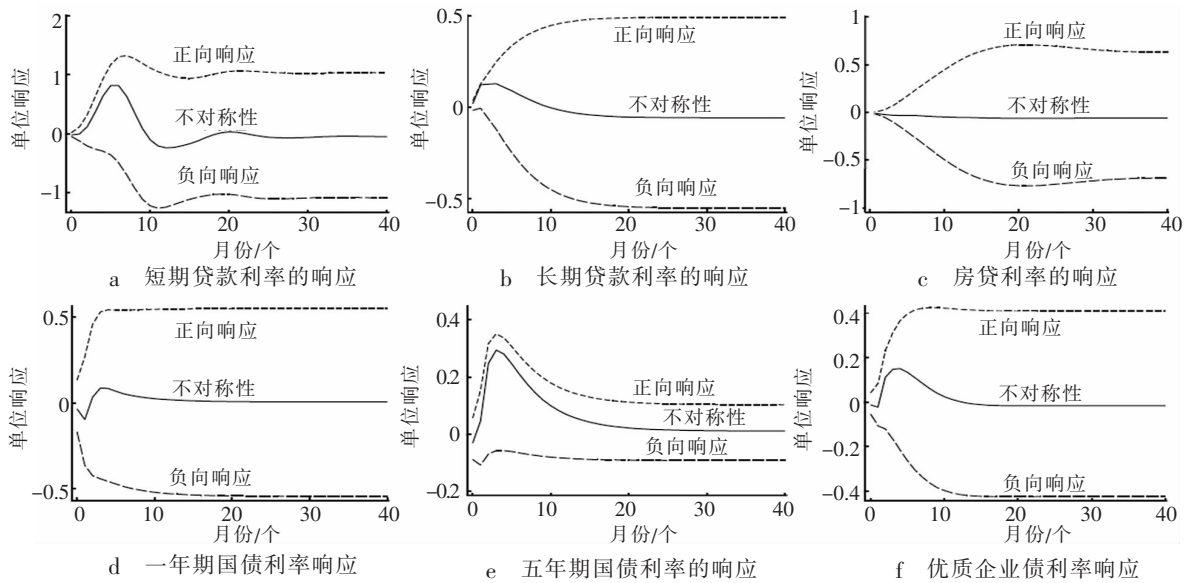 2
1
0
−1
0
10
20
30
40
单位响应
正向响应
不对称性
负向响应
月份/个
a 短期贷款利率的响应
0.5
0
−0.5
0
10
20
30
40
单位响应
正向响应
不对称性
负向响应
月份/个
b 长期贷款利率的响应
1
0.5
0
−0.5
−1
0
10
20
30
40
单位响应
正向响应
不对称性
负向响应
月份/个
c 房贷利率的响应
0.5
0
−0.5
0
10
20
30
40
单位响应
正向响应
不对称性
负向响应
月份/个
d 一年期国债利率响应
0.4
0.2
0
−0.2
0
10
20
30
40
单位响应
正向响应
不对称性
负向响应
月份/个
e 五年期国债利率的响应
0.4
0.2
0
−0.2
−0.4
0
10
20
30
40
单位响应
正向响应
不对称性
负向响应
月份/个
f 优质企业债利率响应